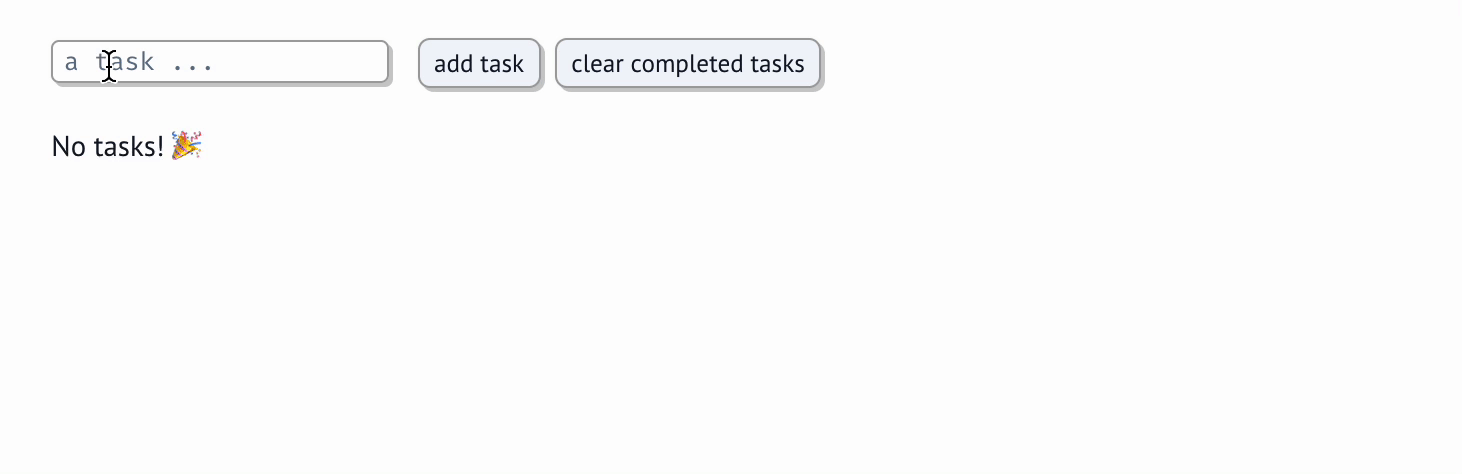 a task ... add task clear completed tasks
No tasks! 🎉